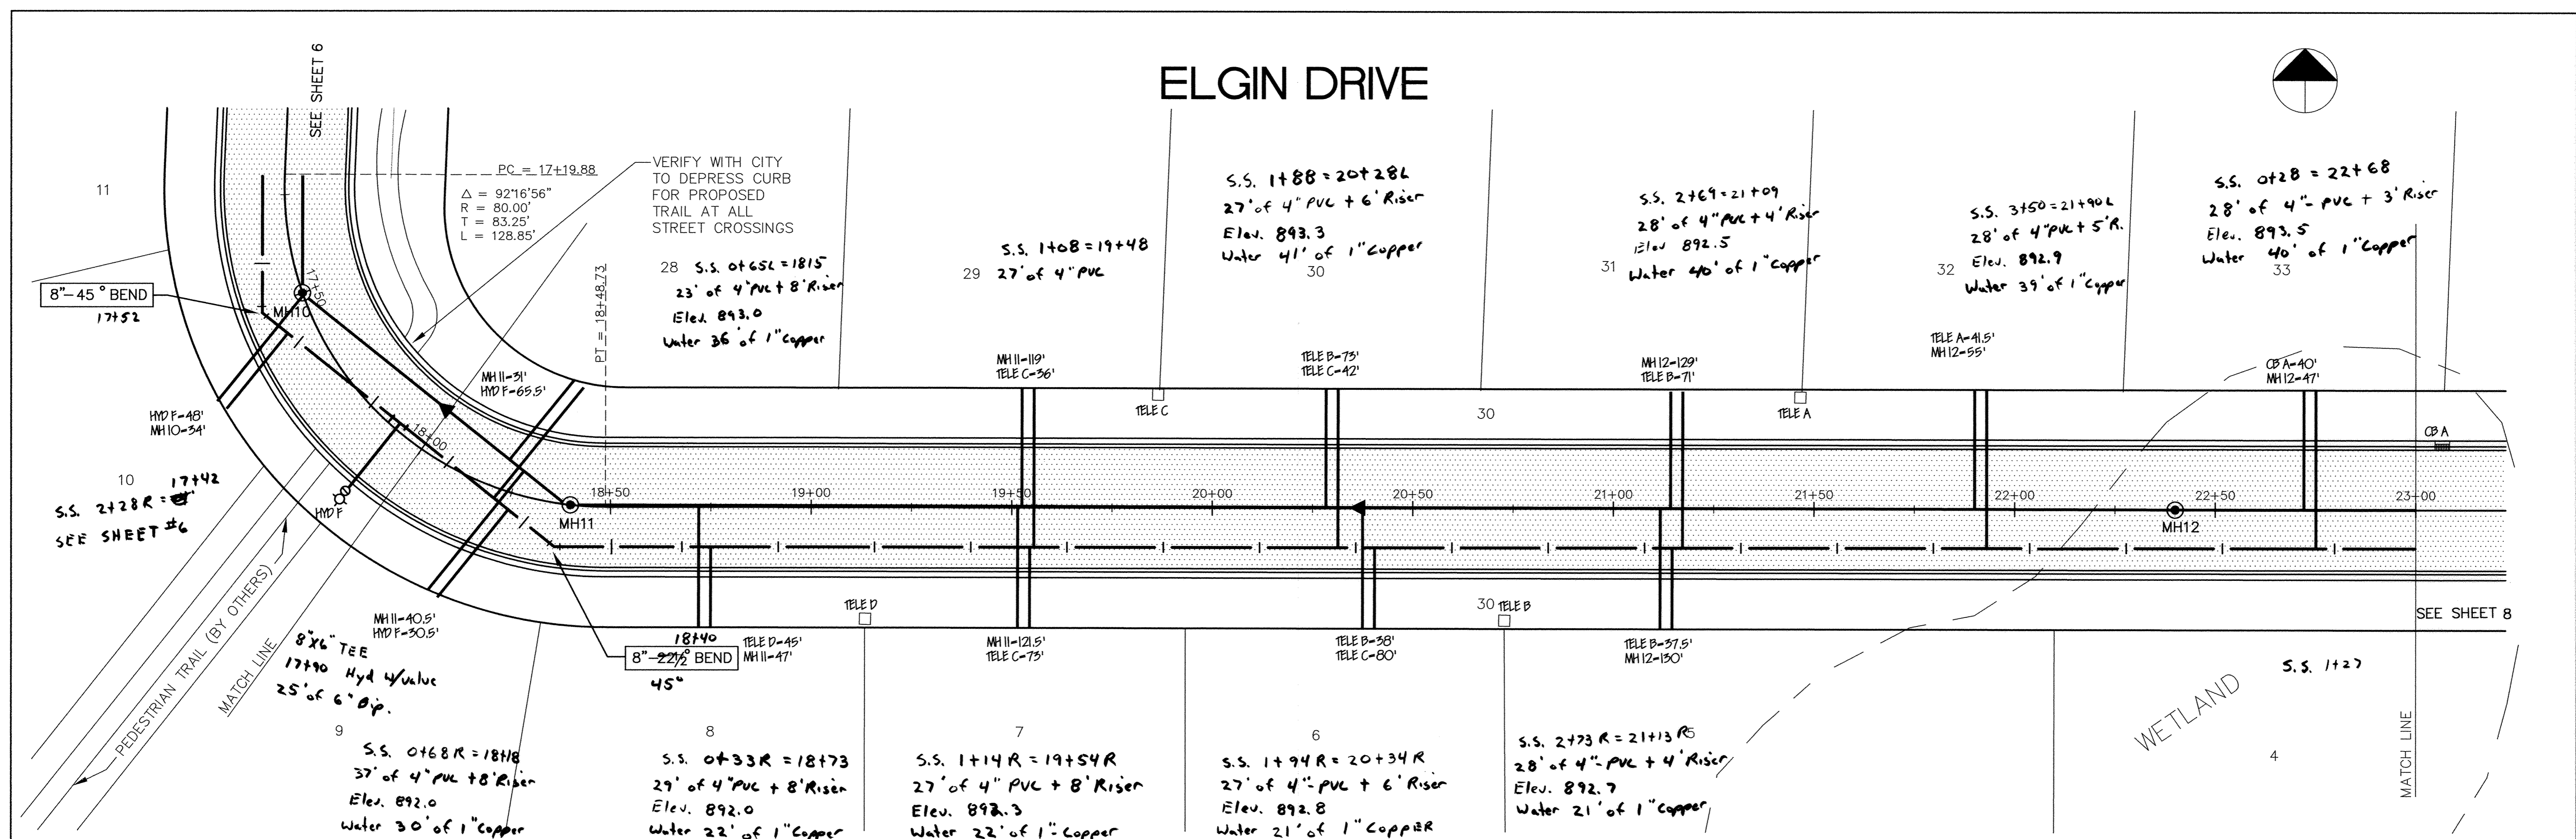 ELGIN DRIVE
SEE SHEET 6
PC = 17+19.88
Δ = 92°16'56"
R = 80.00'
T = 83.25'
L = 128.85'
VERIFY WITH CITY
TO DEPRESS CURB
FOR PROPOSED
TRAIL AT ALL
STREET CROSSINGS
11
8"-45° BEND
17+52
MH10
17+50
PT = 18+48.73
28 S.S. 0+65L = 1815
23' of 4" PVC + 8' Riser
Elev. 893.0
Water 36' of 1" Copper
S.S. 1+08 = 19+48
29 27' of 4" PVC
S.S. 1+88 = 20+28L
27' of 4" PVC + 6' Riser
Elev. 893.3
Water 41' of 1" Copper
30
S.S. 2+69 = 21+09
28' of 4" PVC + 4' Riser
Elev 892.5
31 Water 40' of 1" Copper
S.S. 3+50 = 21+90L
28' of 4" PVC + 5' R.
32 Elev. 892.9
Water 39' of 1" Copper
S.S. 0+28 = 22+68
28' of 4"- PVC + 3' Riser
Elev. 893.5
Water 40' of 1" Copper
33
MH 11-31'
HYD F-65.5'
MH 11-119'
TELE C-36'
TELE B-73'
TELE C-42'
MH 12-129'
TELE B-71'
TELE A-41.5'
MH 12-55'
CB A-40'
MH 12-47'
TELE C
30
TELE A
CB A
HYD F-48'
MH 10-34'
18+00
10 17+42
S.S. 2+28R =
SEE SHEET #6
HYD F
MH11
18+50
19+00
19+50
20+00
20+50
21+00
21+50
22+00
22+50
23+00
MH12
PEDESTRIAN TRAIL (BY OTHERS)
MATCH LINE
MH 11-40.5'
HYD F-30.5'
8"X6" TEE
17+90 Hyd w/valve
25' of 6" Dip.
TELE D
30 TELE B
SEE SHEET 8
18+40
8"-22½° BEND
45°
TELE D-45'
MH 11-47'
MH 11-121.5'
TELE C-73'
TELE B-38'
TELE C-80'
TELE B-37.5'
MH 12-130'
S.S. 1+27
WETLAND
MATCH LINE
4
9
S.S. 0+68R = 18+18
37' of 4" PVC + 8' Riser
Elev. 892.0
Water 30' of 1" Copper
8
S.S. 0+33R = 18+73
29' of 4" PVC + 8' Riser
Elev. 892.0
Water 22' of 1" Copper
7
S.S. 1+14R = 19+54R
27' of 4" PVC + 8' Riser
Elev. 892.3
Water 22' of 1"- Copper
6
S.S. 1+94R = 20+34R
27' of 4"- PVC + 6' Riser
Elev. 892.8
Water 21' of 1" COPPER
S.S. 2+73R = 21+13R 5
28' of 4"- PVC + 4' Riser
Elev. 892.7
Water 21' of 1" Copper